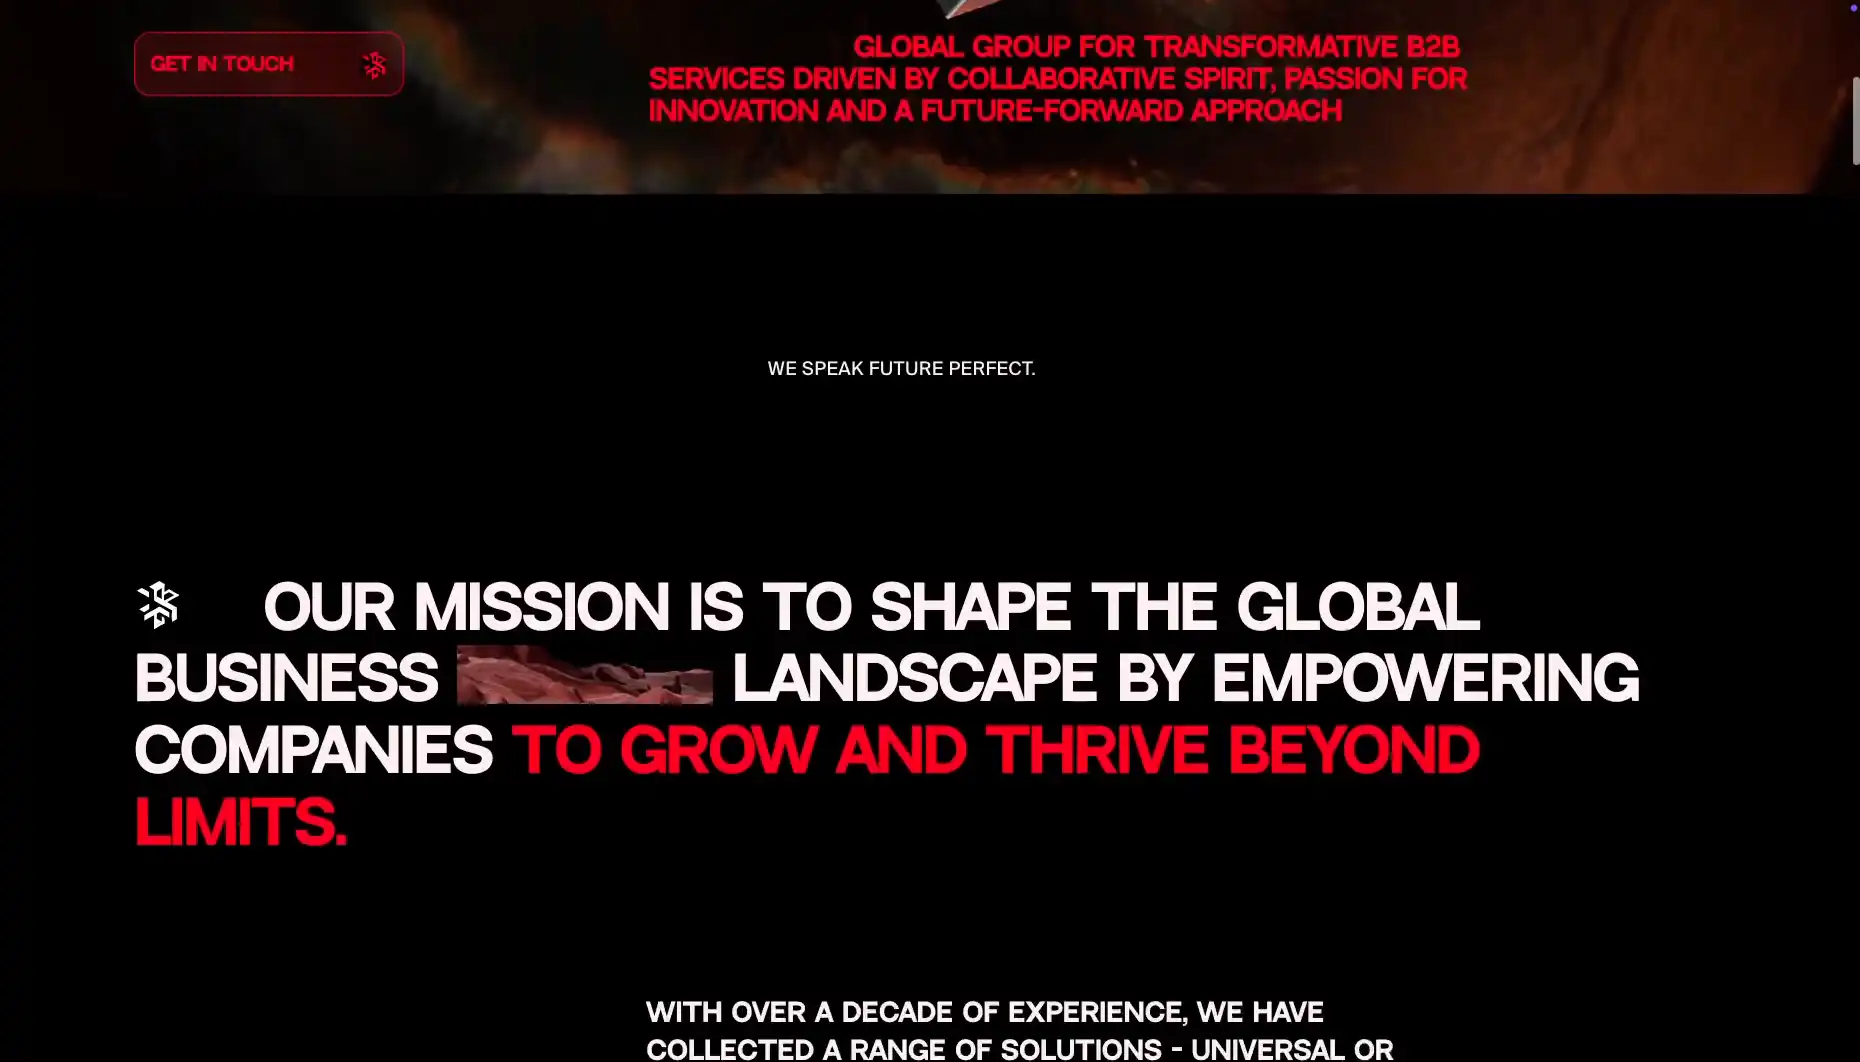 GET IN TOUCH
GLOBAL GROUP FOR TRANSFORMATIVE B2B
SERVICES DRIVEN BY COLLABORATIVE SPIRIT, PASSION FOR
INNOVATION AND A FUTURE-FORWARD APPROACH
WE SPEAK FUTURE PERFECT.
OUR MISSION IS TO SHAPE THE GLOBAL
BUSINESS LANDSCAPE BY EMPOWERING
COMPANIES TO GROW AND THRIVE BEYOND
LIMITS.
WITH OVER A DECADE OF EXPERIENCE, WE HAVE
COLLECTED A RANGE OF SOLUTIONS - UNIVERSAL OR